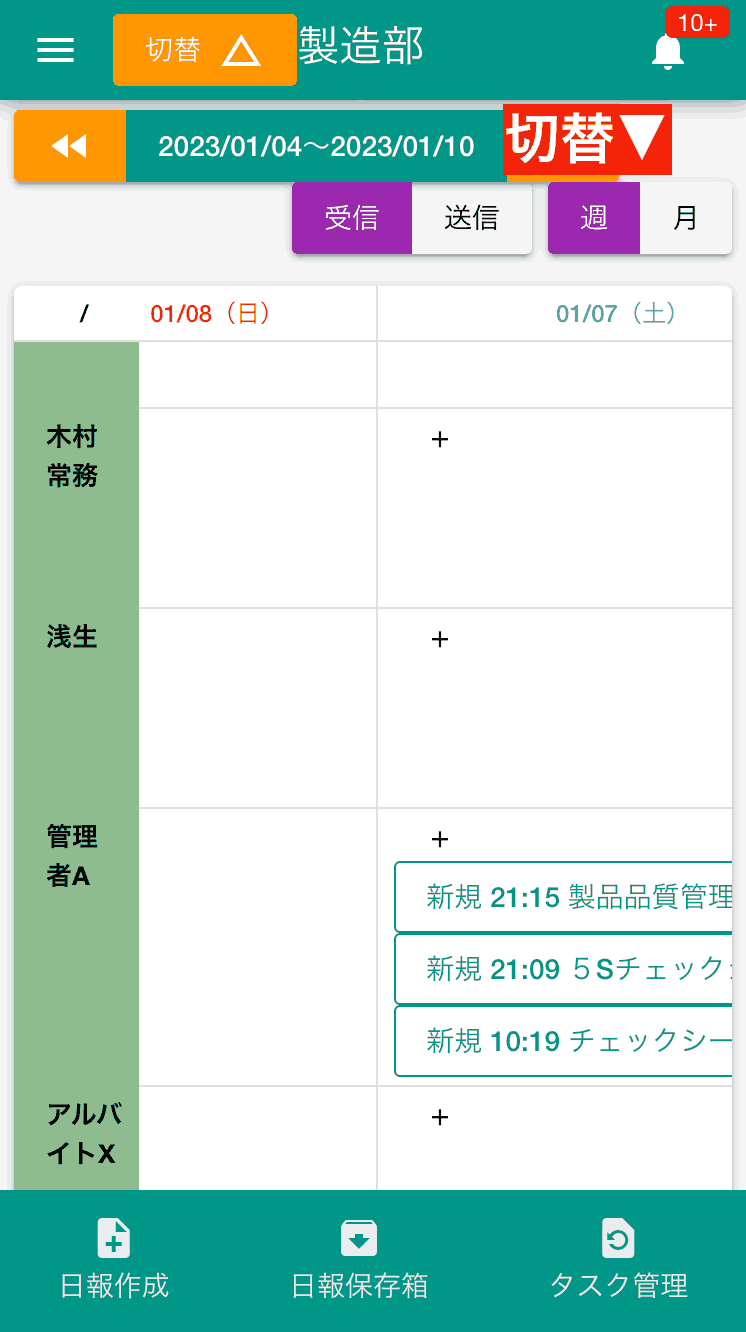 切替 △ 製造部 10+
2023/01/04〜2023/01/10 切替▼
受信 送信 週 月
/ 01/08（日） 01/07（土）
木村
常務
+
浅生
+
管理
者A
+
新規 21:15 製品品質管理
新規 21:09 ５Sチェック
新規 10:19 チェックシー
アルバ
イトX
+
日報作成 日報保存箱 タスク管理